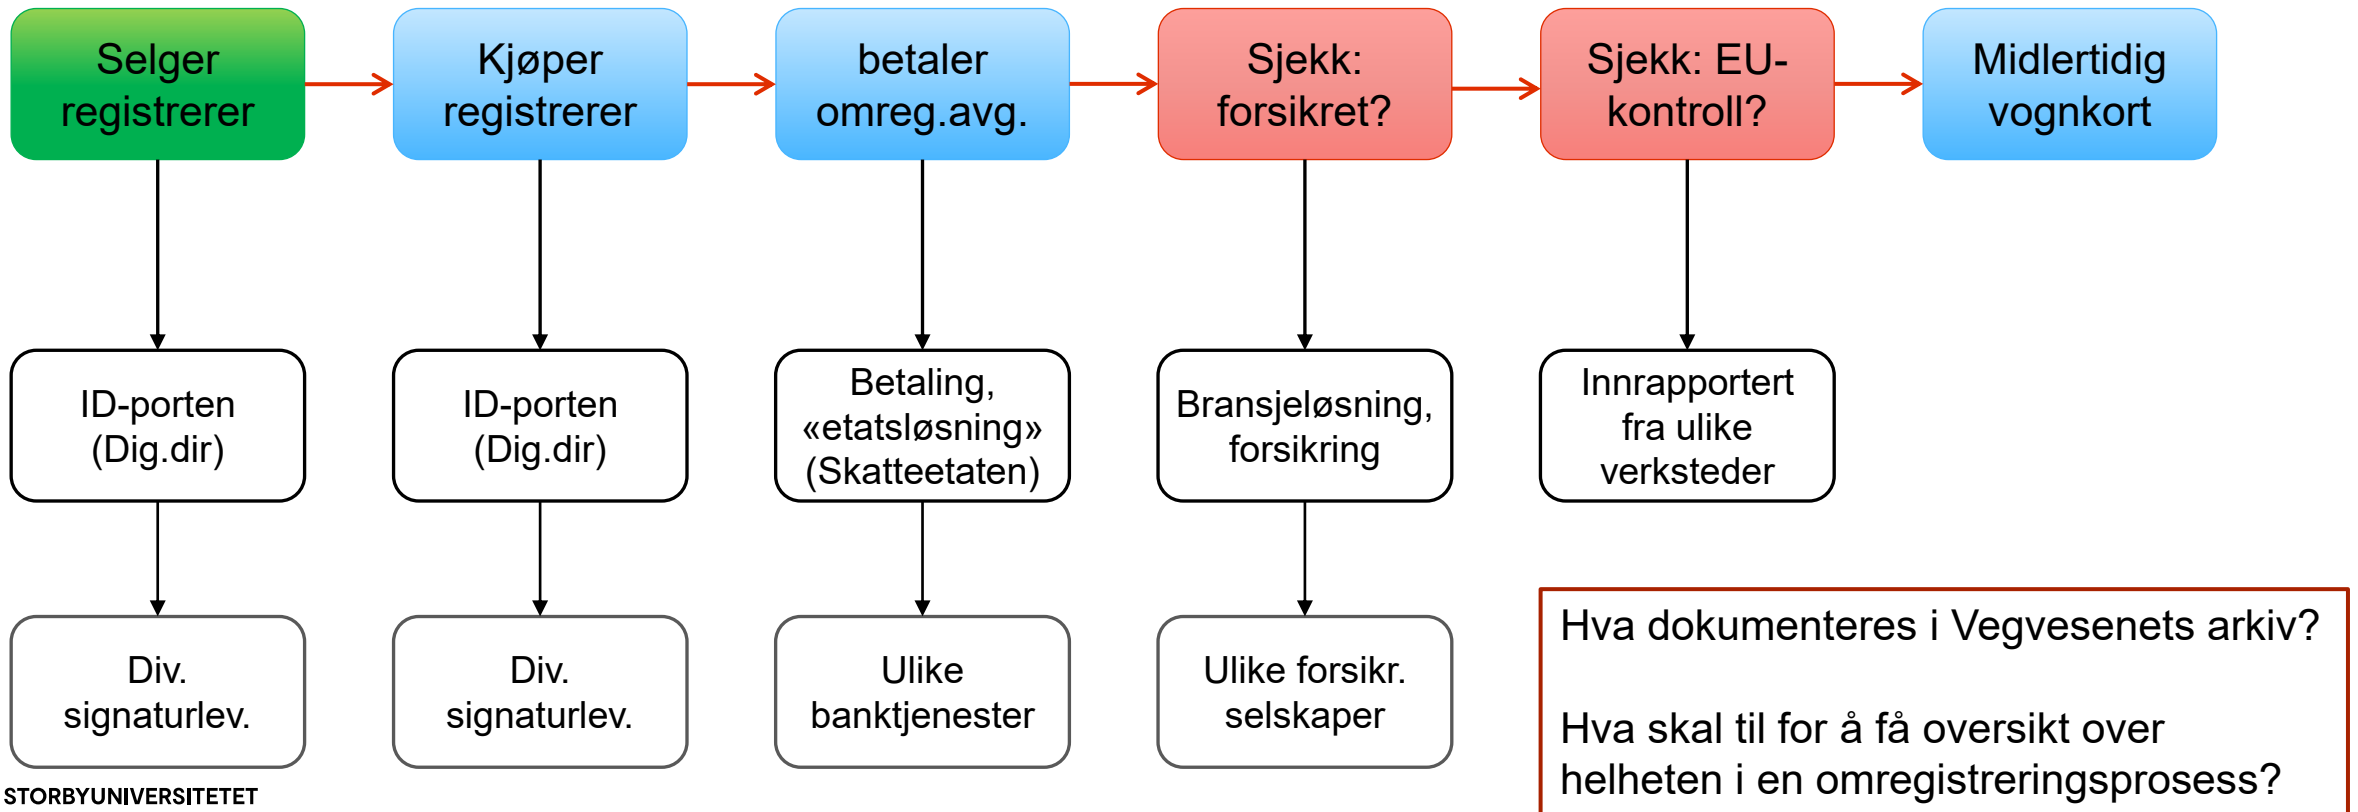 Selger
registrerer
Kjøper
registrerer
betaler
omreg.avg.
Sjekk:
forsikret?
Sjekk: EU-
kontroll?
Midlertidig
vognkort
ID-porten
(Dig.dir)
ID-porten
(Dig.dir)
Betaling,
«etatsløsning»
(Skatteetaten)
Bransjeløsning,
forsikring
Innrapportert
fra ulike
verksteder
Div.
signaturlev.
Div.
signaturlev.
Ulike
banktjenester
Ulike forsikr.
selskaper
Hva dokumenteres i Vegvesenets arkiv?
Hva skal til for å få oversikt over
helheten i en omregistreringsprosess?
STORBYUNIVERSITETET